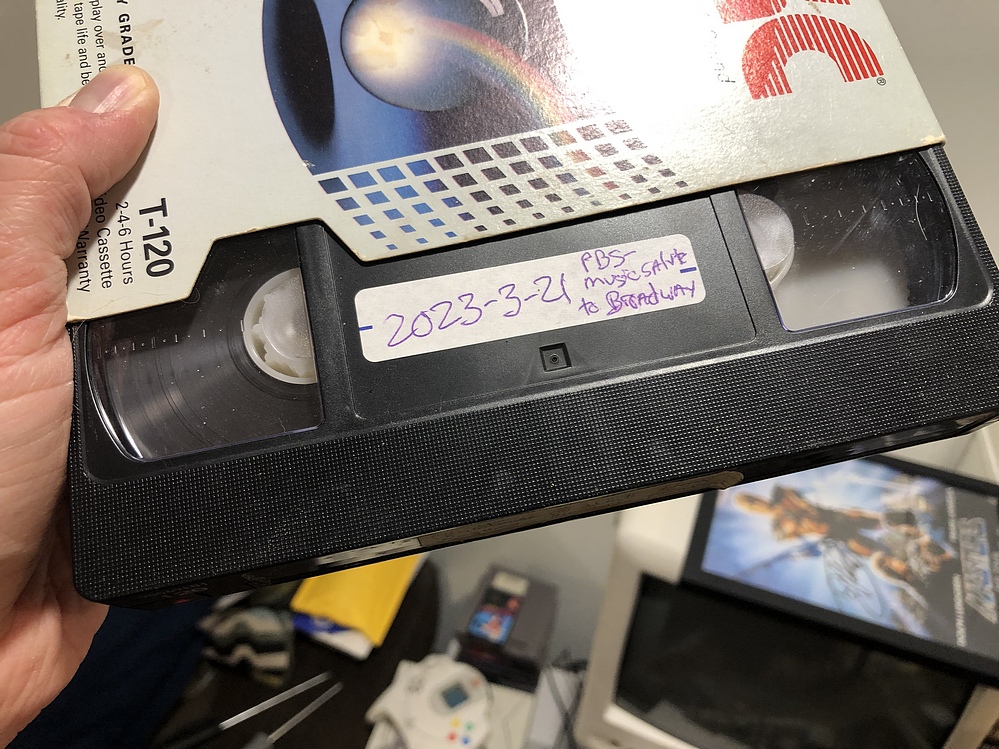 Y GRADE
play over and
tape life and be
ality.
T-120
2-4-6 Hours
deo Cassette
Warranty
2023-3-21
PBS-
music salute
to Broadway
®